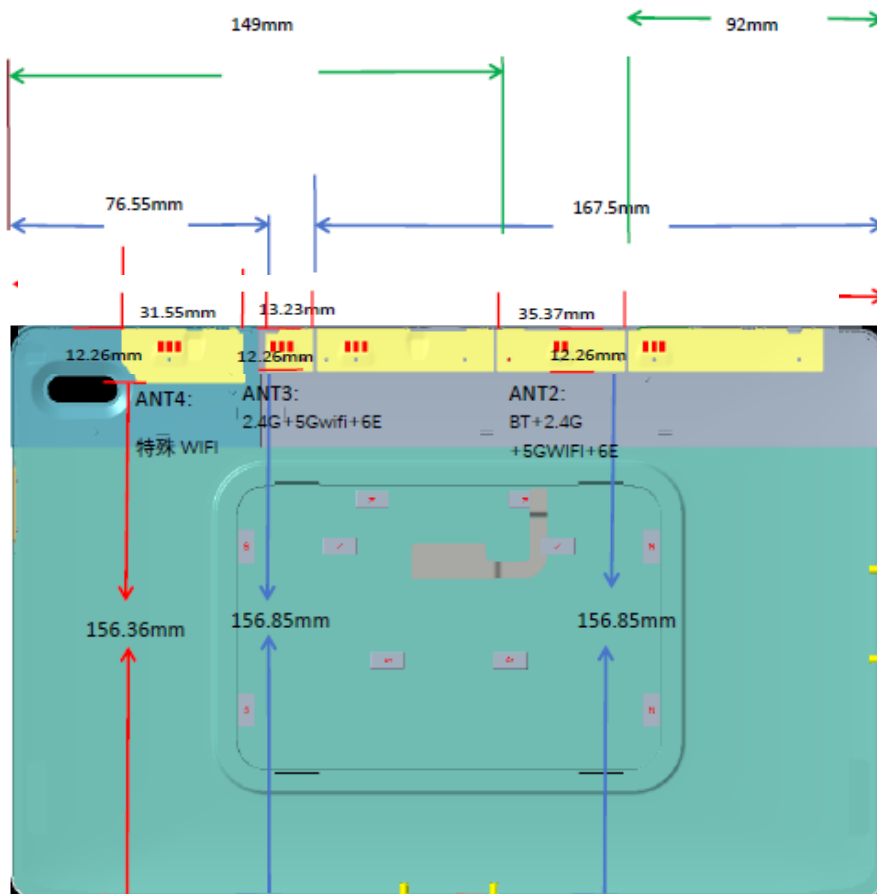 149mm
92mm
76.55mm
167.5mm
31.55mm
13.23mm
35.37mm
12.26mm
12.26mm
12.26mm
ANT4:
特殊 WIFI
ANT3:
2.4G+5Gwifi+6E
ANT2:
BT+2.4G
+5GWIFI+6E
156.36mm
156.85mm
156.85mm